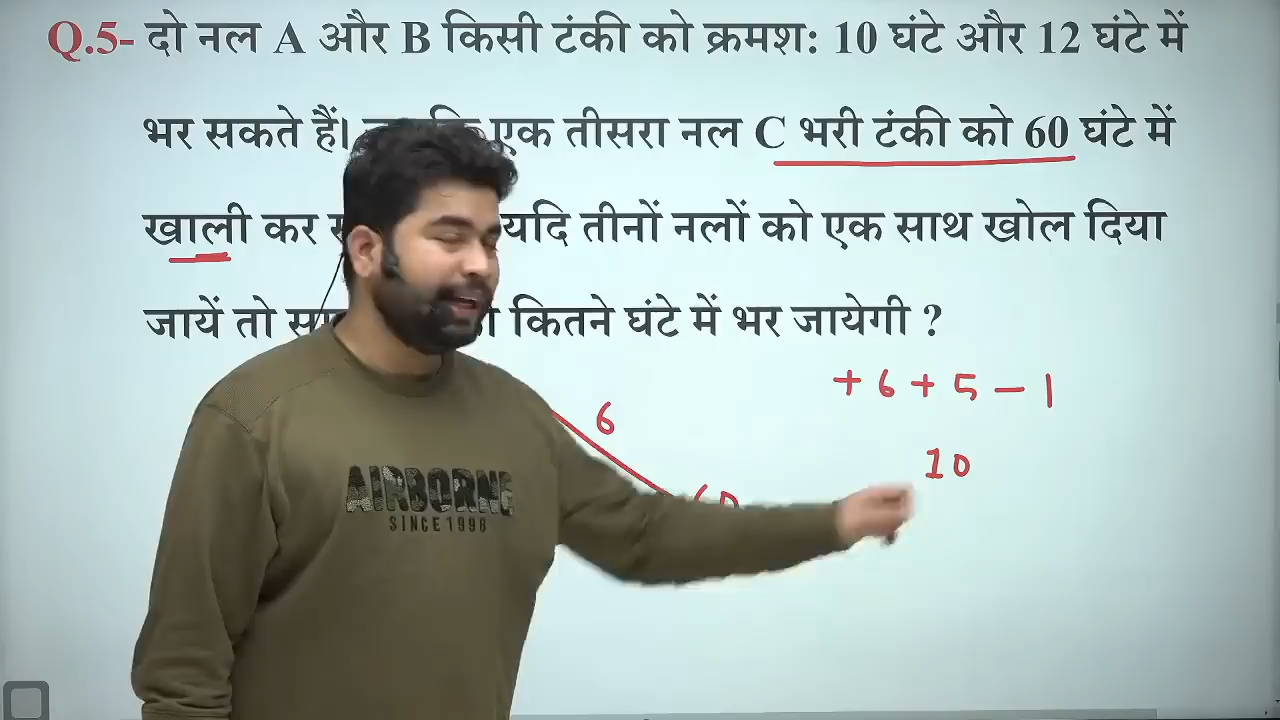 Q.5- दो नल A और B किसी टंकी को क्रमश: 10 घंटे और 12 घंटे में
भर सकते हैं। एक तीसरा नल C भरी टंकी को 60 घंटे में
खाली कर यदि तीनों नलों को एक साथ खोल दिया
जायें तो कितने घंटे में भर जायेगी ?
+ 6 + 5 - 1
6
10
AIRBORNE
SINCE 1998